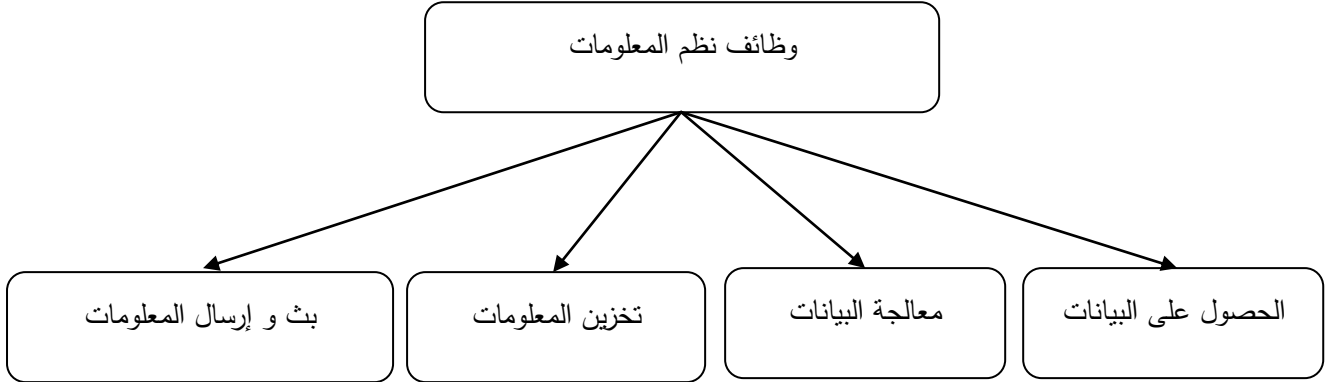 وظائف نظم المعلومات
الحصول على البيانات
معالجة البيانات
تخزين المعلومات
بث و إرسال المعلومات